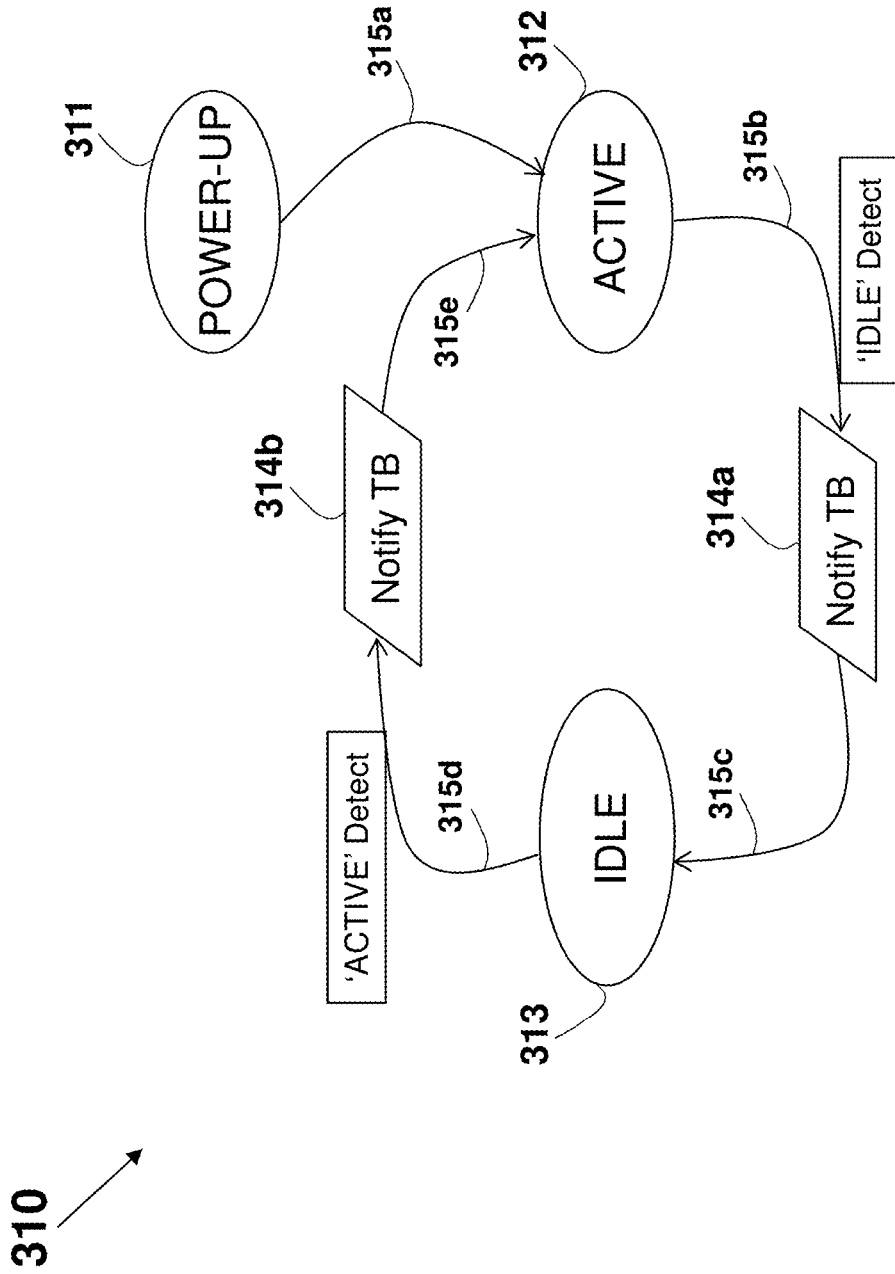 310
311
POWER-UP
315a
312
ACTIVE
315e
314b
Notify TB
'ACTIVE' Detect
315d
IDLE
313
315c
314a
Notify TB
'IDLE' Detect
315b